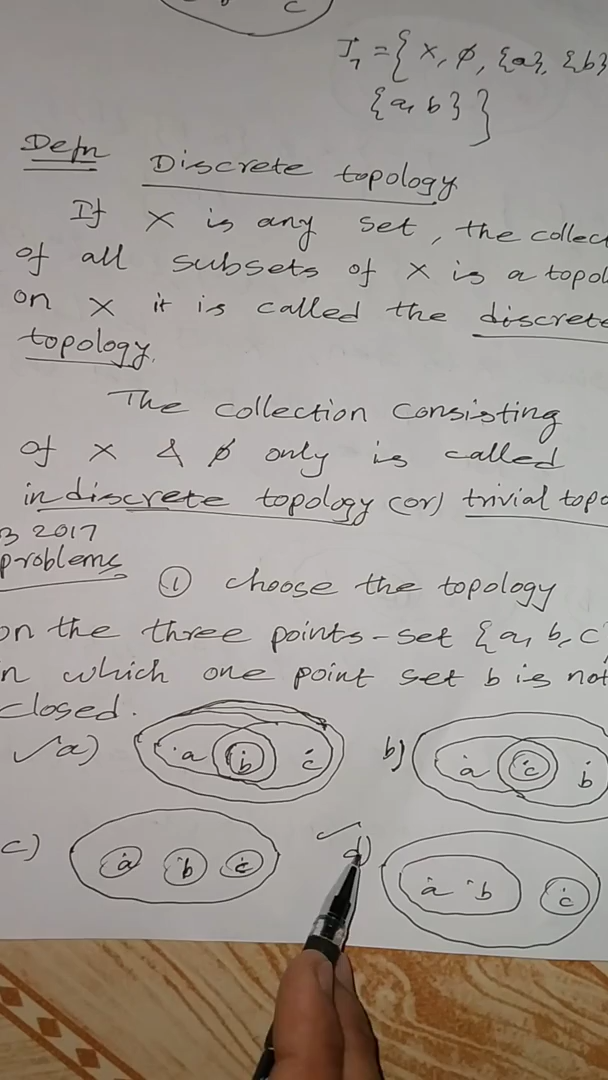 c
J₁ = { X, ϕ, {a}, {b}
{a, b} }
Defn Discrete topology
If X is any set, the collec
of all subsets of X is a topol
on X it is called the discrete
topology.
The collection consisting
of X & ϕ only is called
indiscrete topology (or) trivial topo
3 2017
problems ① choose the topology
on the three points-set {a, b, c
n which one point set b is not
closed.
✓a) a b c b) a c b
c) a b c ✓d) a b c